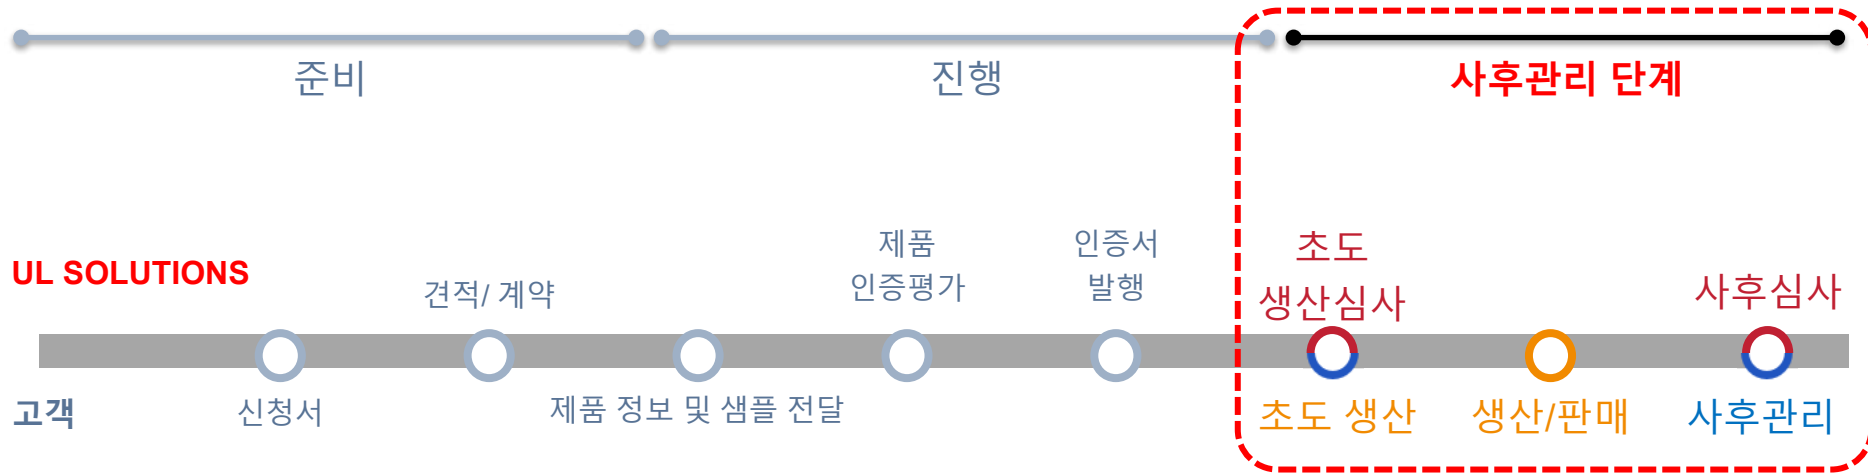 준비
진행
사후관리 단계
UL SOLUTIONS
견적/ 계약
제품
인증평가
인증서
발행
초도
생산심사
사후심사
고객
신청서
제품 정보 및 샘플 전달
초도 생산
생산/판매
사후관리